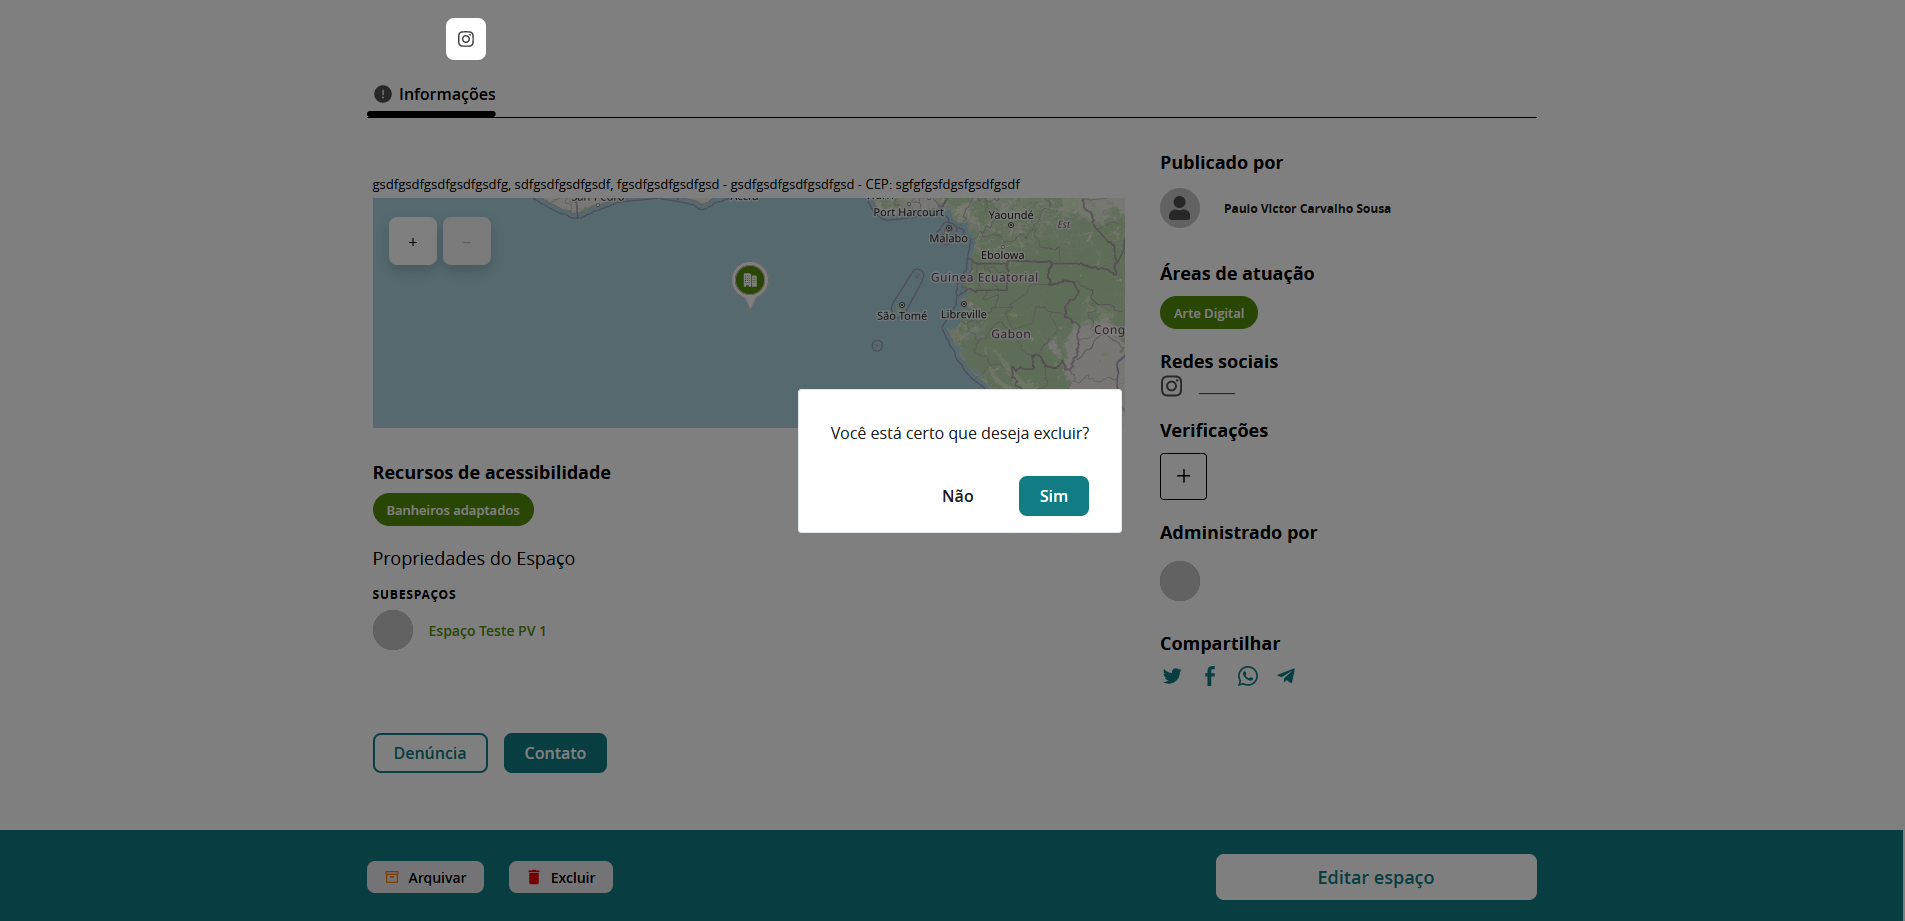 Informações
gsdfgsdfgsdfgsdfgsdfg, sdfgsdfgsdfgsdf, fgsdfgsdfgsdfgsd - gsdfgsdfgsdfgsdfgsd - CEP: sgfgfgsfdgsfgsdfgsdf
+
−
Port Harcourt
Yaoundé
Est
Malabo
Ebolowa
Guinea Ecuatorial
São Tomé
Libreville
Gabon
Cong
Recursos de acessibilidade
Banheiros adaptados
Propriedades do Espaço
SUBESPAÇOS
Espaço Teste PV 1
Denúncia
Contato
Publicado por
Paulo Victor Carvalho Sousa
Áreas de atuação
Arte Digital
Redes sociais
Verificações
+
Administrado por
Compartilhar
Você está certo que deseja excluir?
Não
Sim
Arquivar
Excluir
Editar espaço